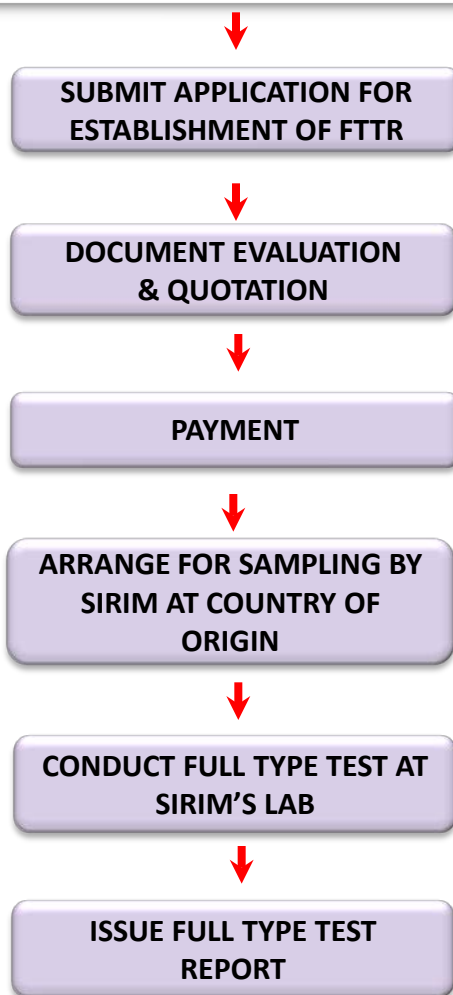 SUBMIT APPLICATION FOR
ESTABLISHMENT OF FTTR
DOCUMENT EVALUATION
& QUOTATION
PAYMENT
ARRANGE FOR SAMPLING BY
SIRIM AT COUNTRY OF
ORIGIN
CONDUCT FULL TYPE TEST AT
SIRIM’S LAB
ISSUE FULL TYPE TEST
REPORT